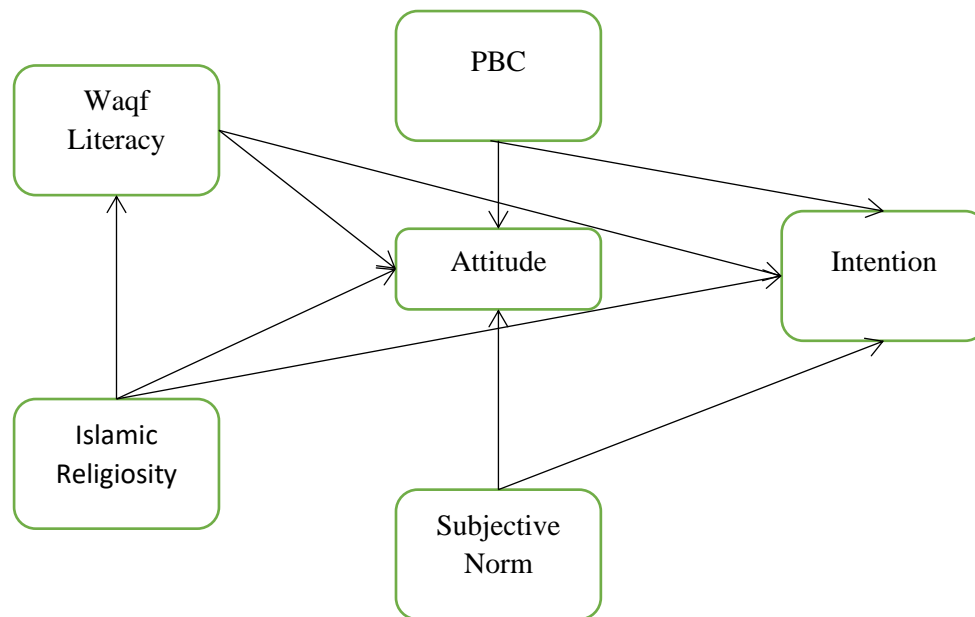 PBC
Waqf
Literacy
Attitude
Intention
Islamic
Religiosity
Subjective
Norm